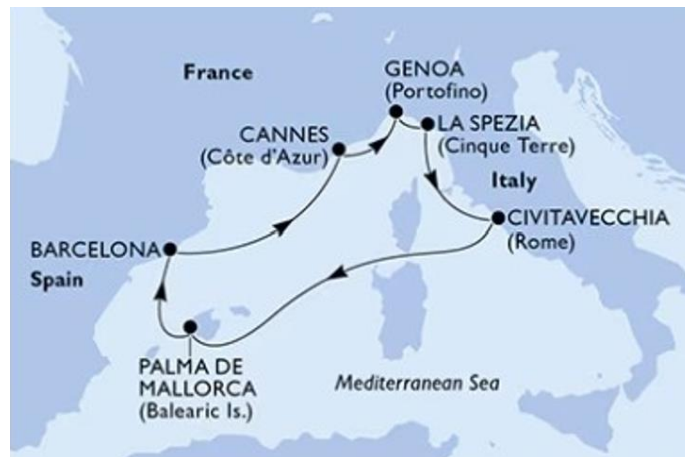 France
GENOA
(Portofino)
CANNES
(Côte d'Azur)
LA SPEZIA
(Cinque Terre)
Italy
CIVITAVECCHIA
(Rome)
BARCELONA
Spain
PALMA DE
MALLORCA
(Balearic Is.)
Mediterranean Sea